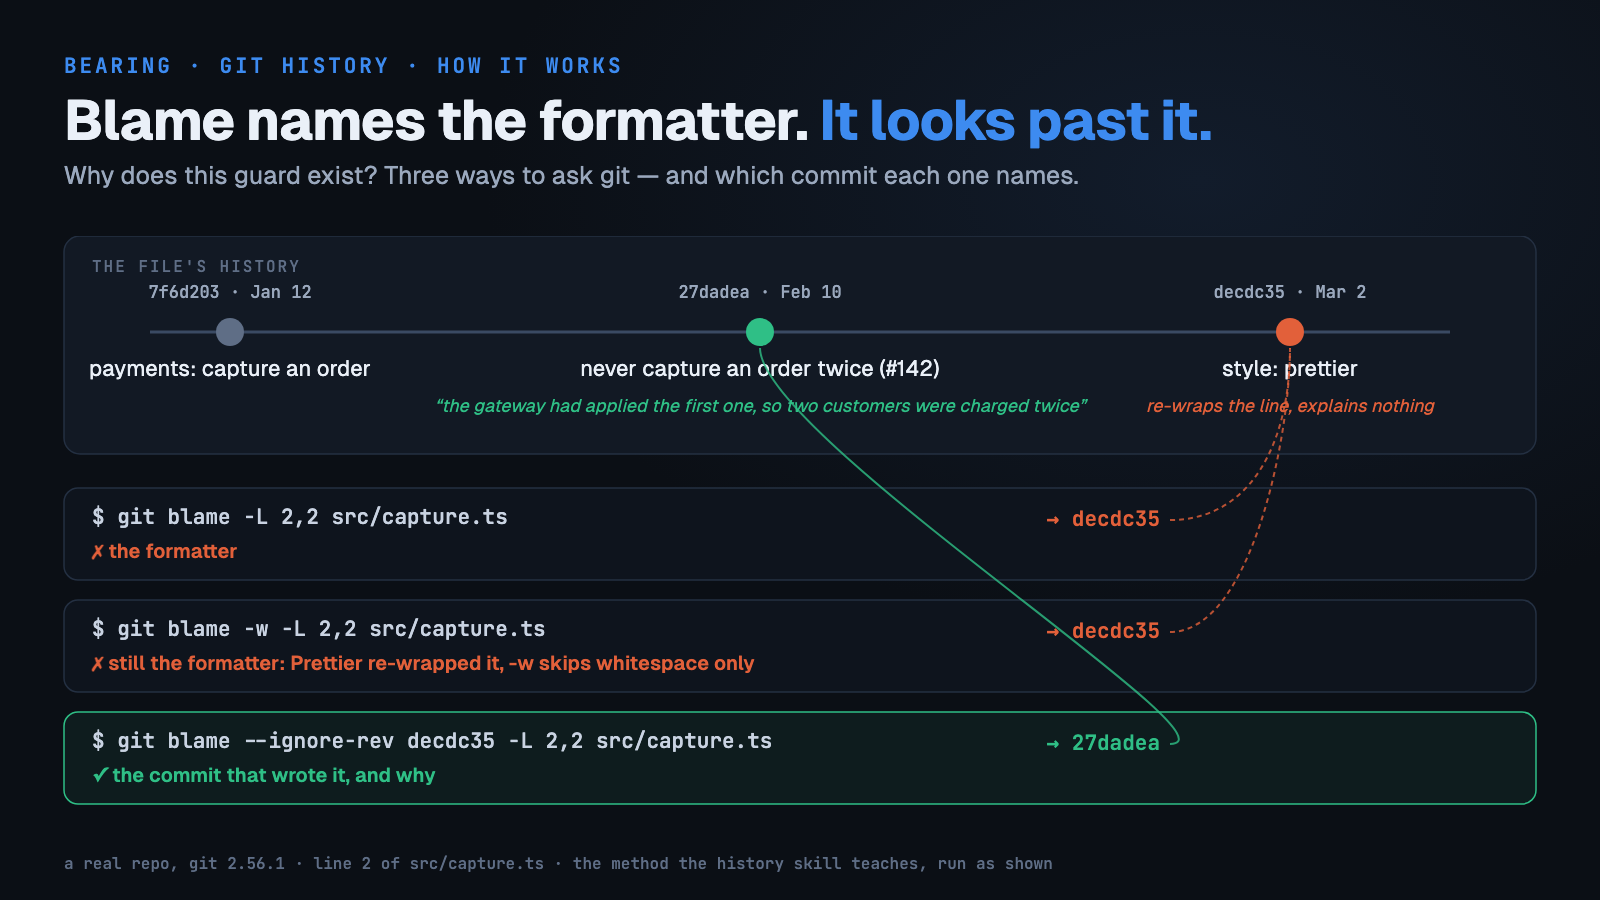 BEARING · GIT HISTORY · HOW IT WORKS
Blame names the formatter. It looks past it.
Why does this guard exist? Three ways to ask git — and which commit each one names.
THE FILE'S HISTORY
7f6d203 · Jan 12
27dadea · Feb 10
decdc35 · Mar 2
payments: capture an order
never capture an order twice (#142)
style: prettier
“the gateway had applied the first one, so two customers were charged twice”
re-wraps the line, explains nothing
$ git blame -L 2,2 src/capture.ts
→ decdc35
✗ the formatter
$ git blame -w -L 2,2 src/capture.ts
→ decdc35
✗ still the formatter: Prettier re-wrapped it, -w skips whitespace only
$ git blame --ignore-rev decdc35 -L 2,2 src/capture.ts
→ 27dadea
✓ the commit that wrote it, and why
a real repo, git 2.56.1 · line 2 of src/capture.ts · the method the history skill teaches, run as shown